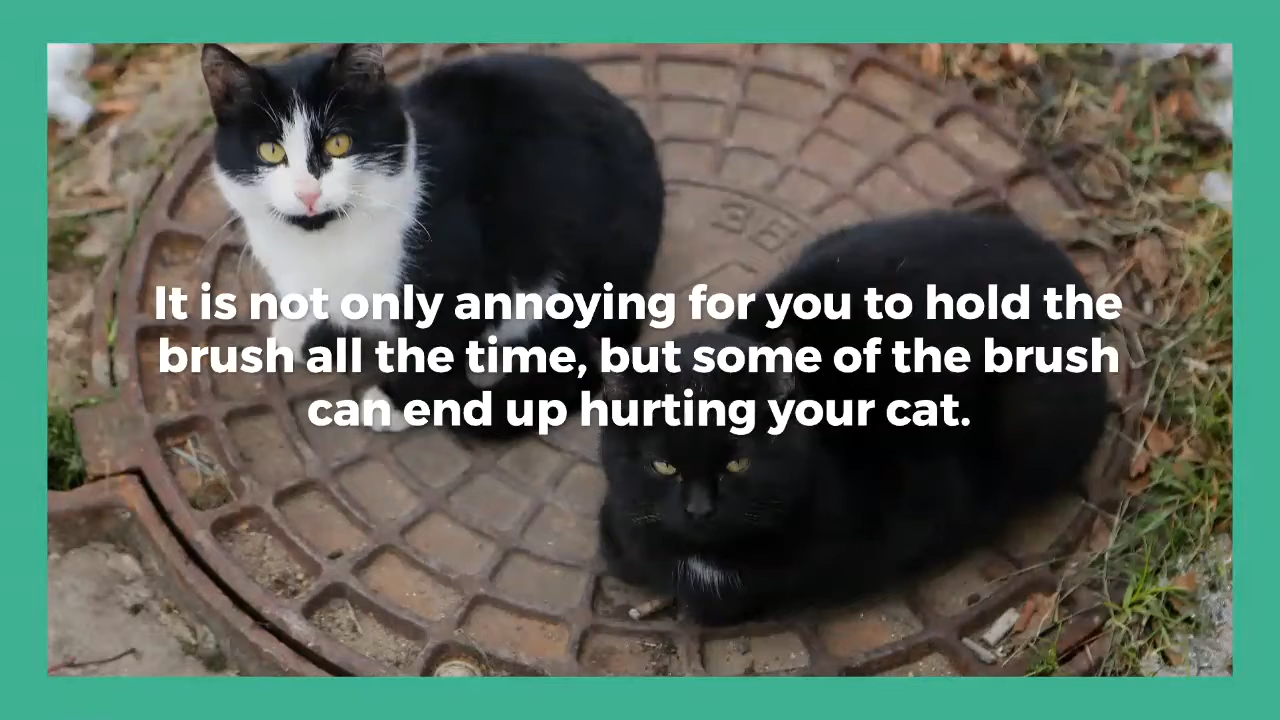 38
It is not only annoying for you to hold the
brush all the time, but some of the brush
can end up hurting your cat.